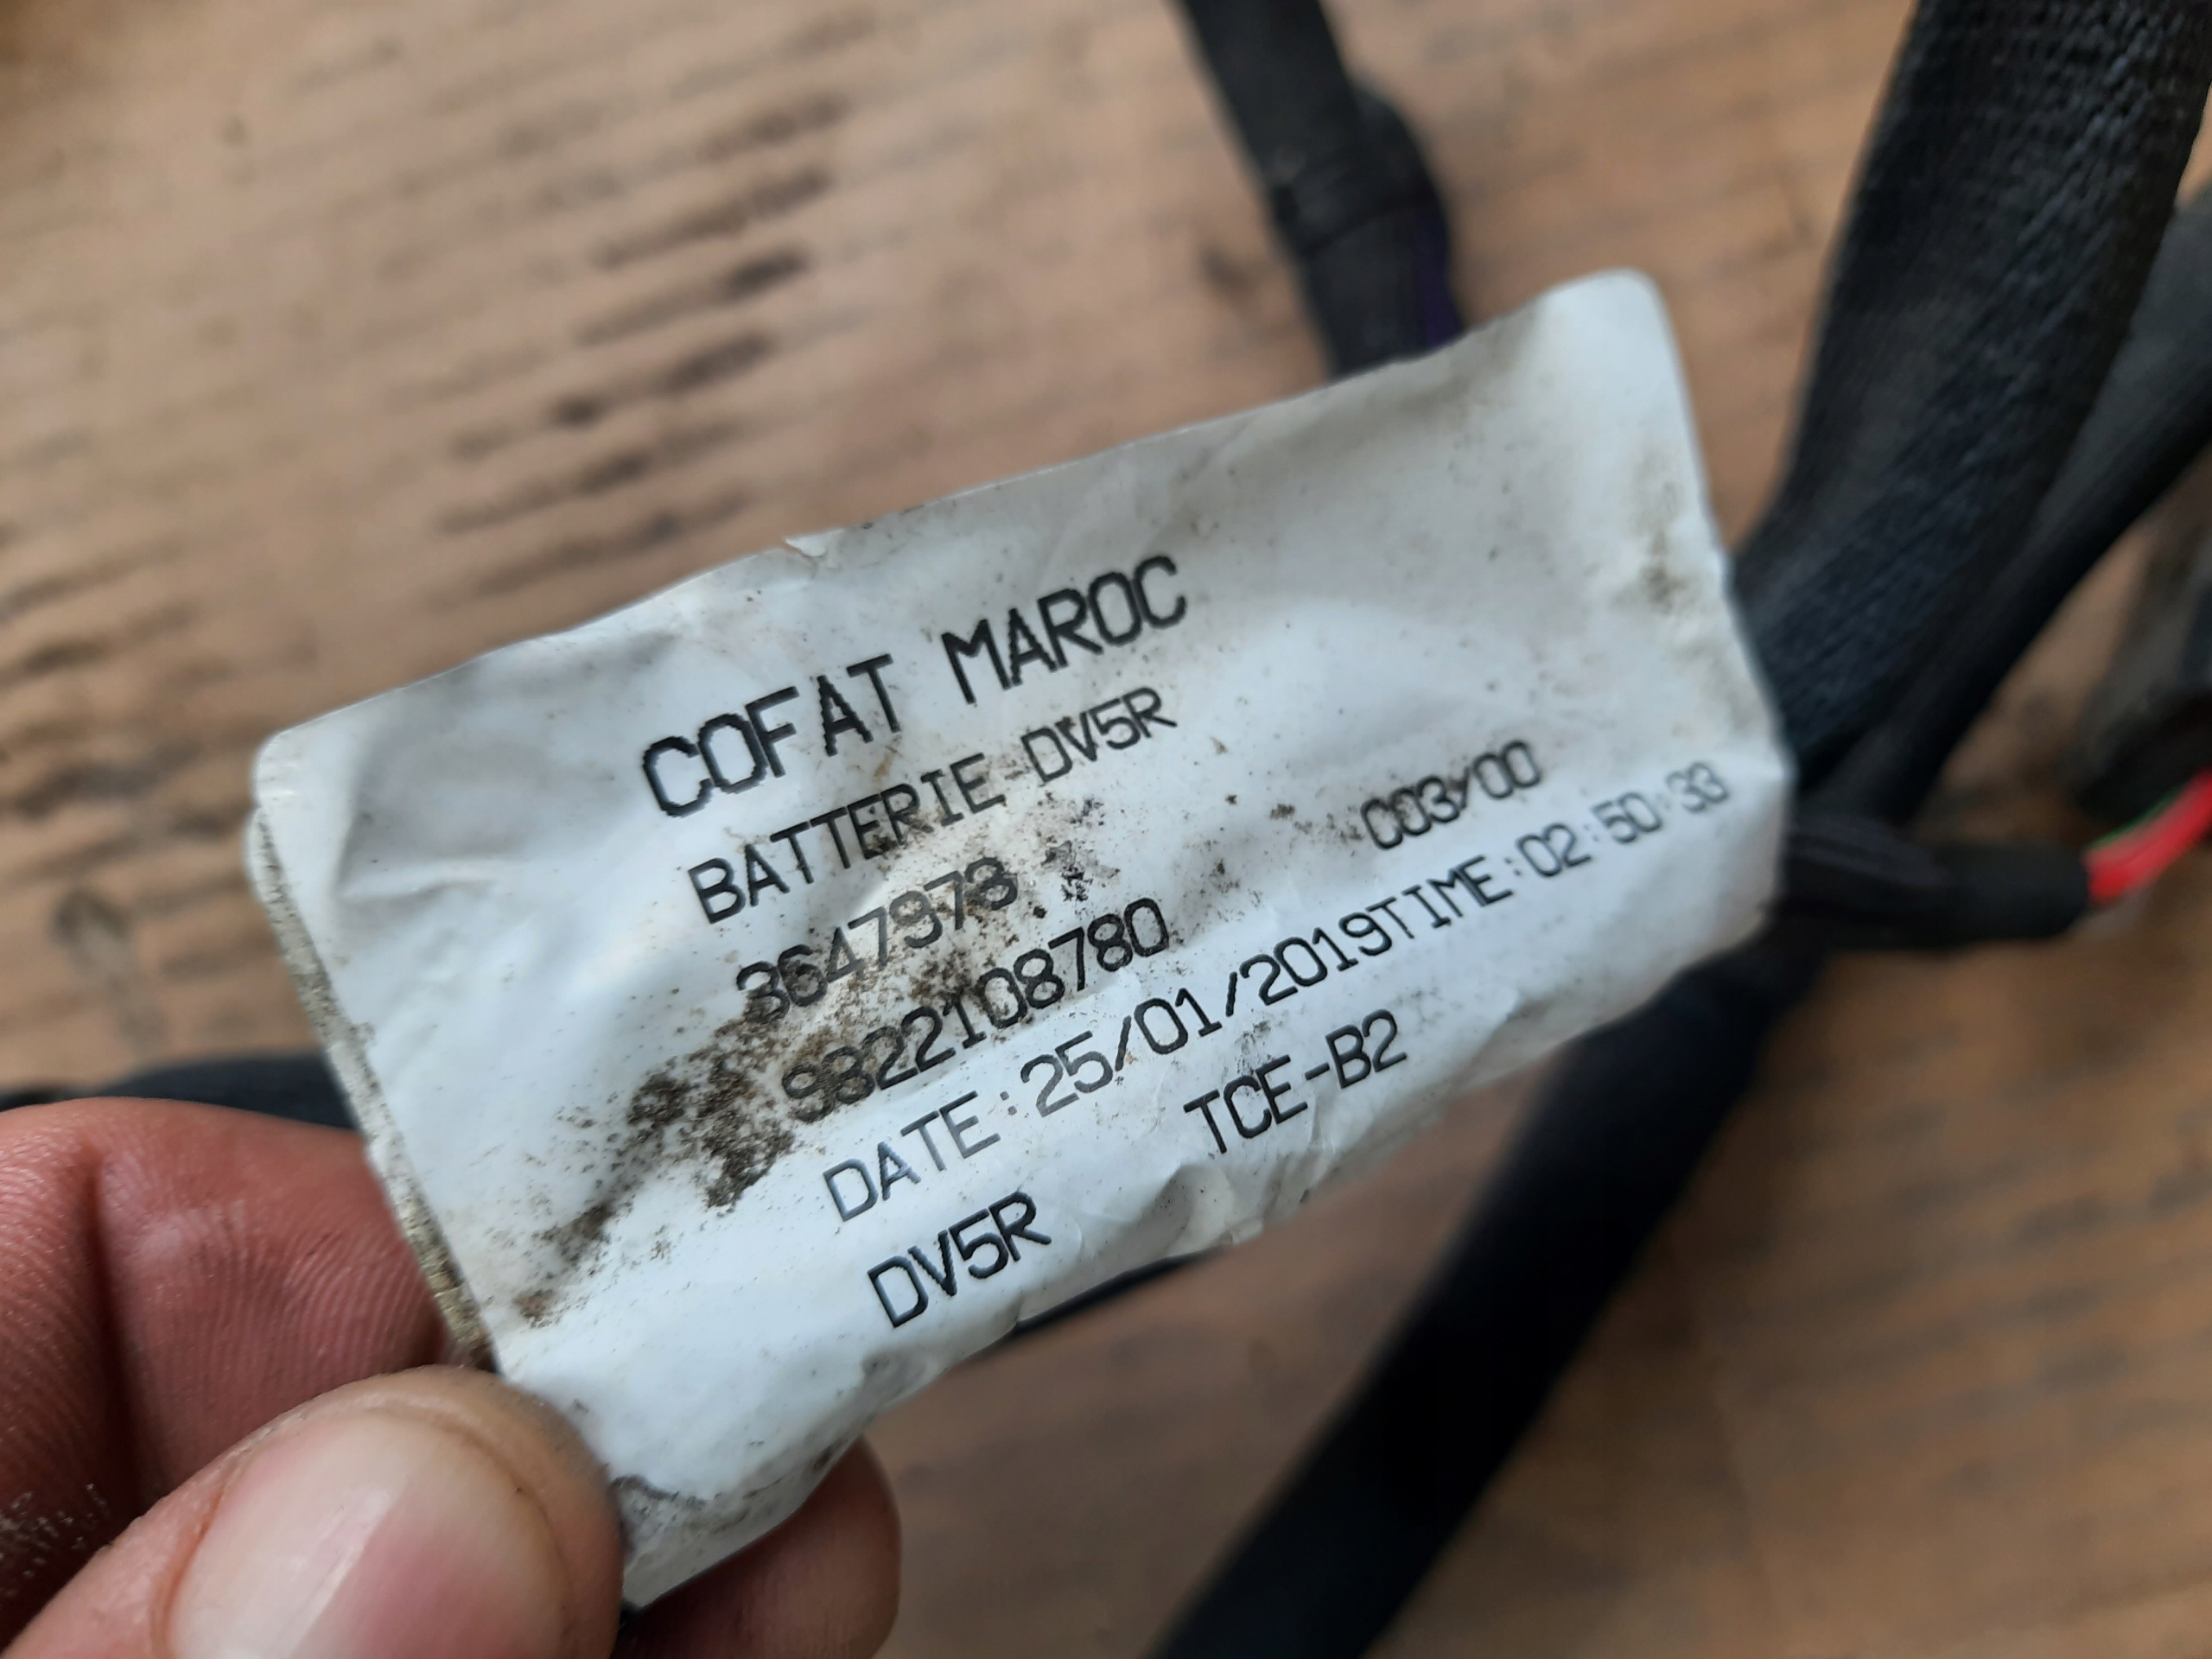 COFAT MAROC
BATTERIE DV5R
3647973
9822108780 C03/00
DATE:25/01/2019TIME:02:50:33
DV5R TCE-B2